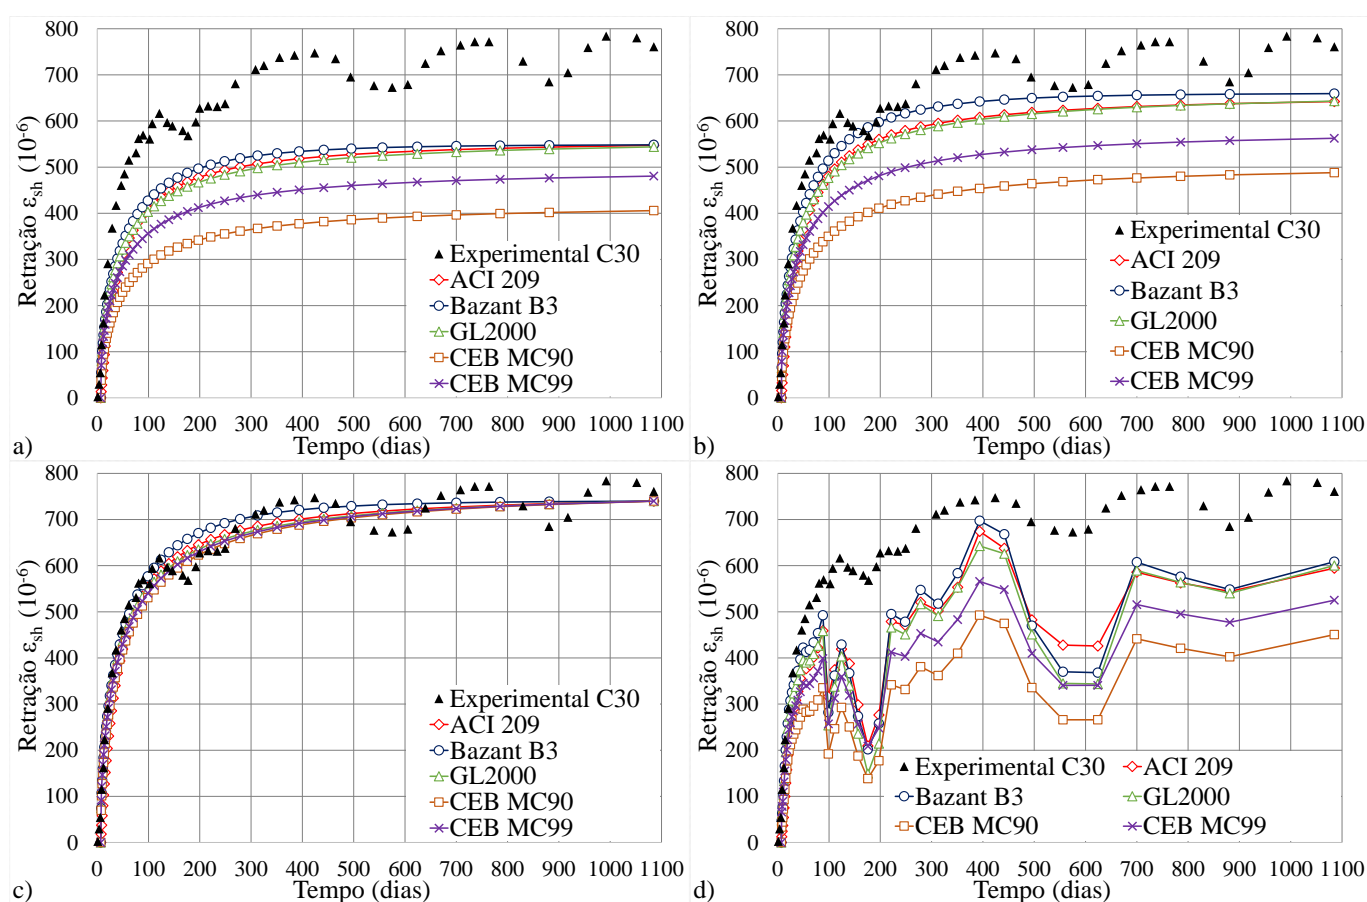 800
700
600
500
400
300
200
100
0
Retração εsh (10-6)
Experimental C30
ACI 209
Bazant B3
GL2000
CEB MC90
CEB MC99
0 100 200 300 400 500 600 700 800 900 1000 1100
a) Tempo (dias)
800
700
600
500
400
300
200
100
0
Retração εsh (10-6)
Experimental C30
ACI 209
Bazant B3
GL2000
CEB MC90
CEB MC99
0 100 200 300 400 500 600 700 800 900 1000 1100
b) Tempo (dias)
800
700
600
500
400
300
200
100
0
Retração εsh (10-6)
Experimental C30
ACI 209
Bazant B3
GL2000
CEB MC90
CEB MC99
0 100 200 300 400 500 600 700 800 900 1000 1100
c) Tempo (dias)
800
700
600
500
400
300
200
100
0
Retração εsh (10-6)
Experimental C30 ACI 209
Bazant B3 GL2000
CEB MC90 CEB MC99
0 100 200 300 400 500 600 700 800 900 1000 1100
d) Tempo (dias)